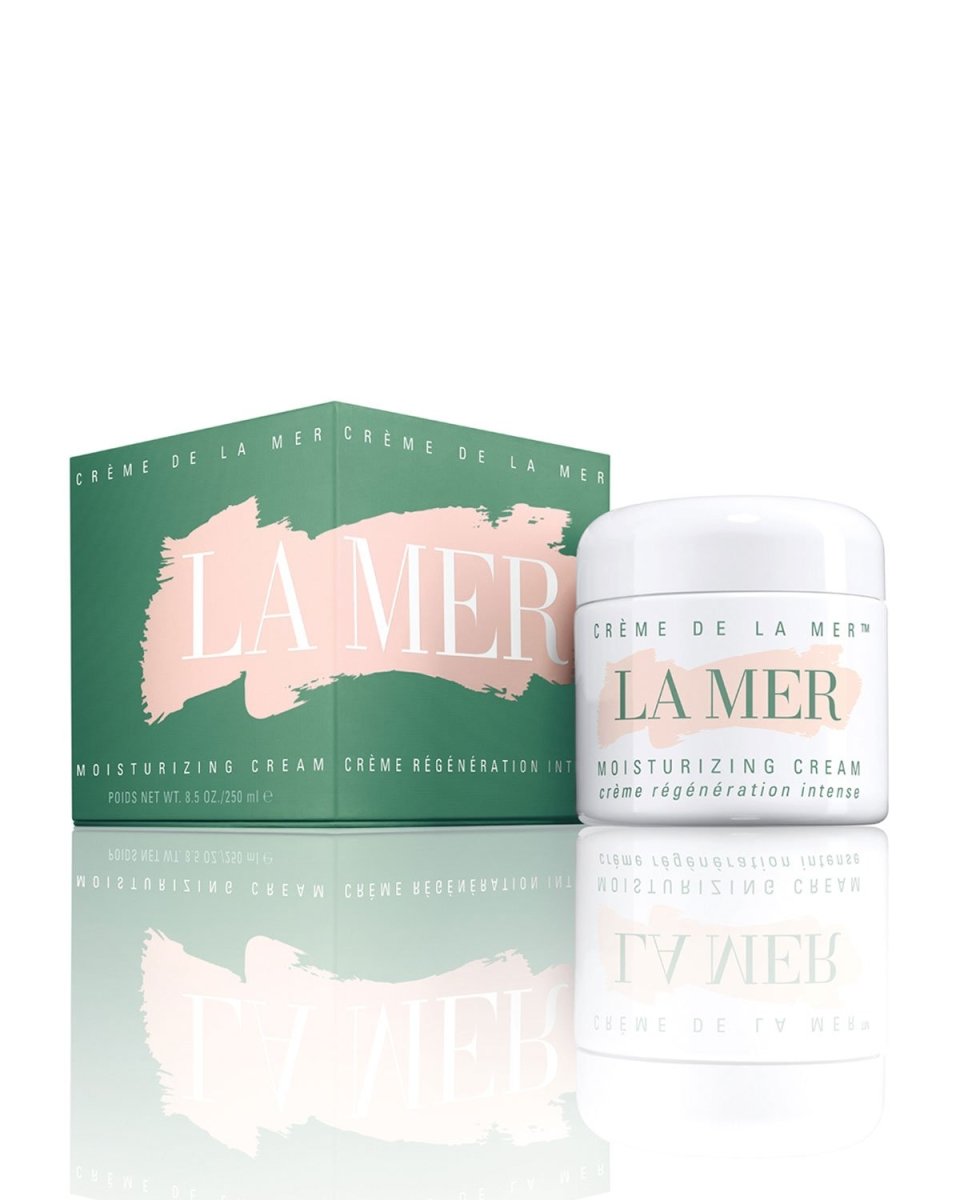 CRÈME DE LA MER
CRÈME DE LA MER
LA MER
MOISTURIZING CREAM
CRÈME RÉGÉNÉRATION INT
POIDS NET WT. 8.5 OZ./250 ml ℮
CRÈME DE LA MER™
LA MER
MOISTURIZING CREAM
crème régénération intense